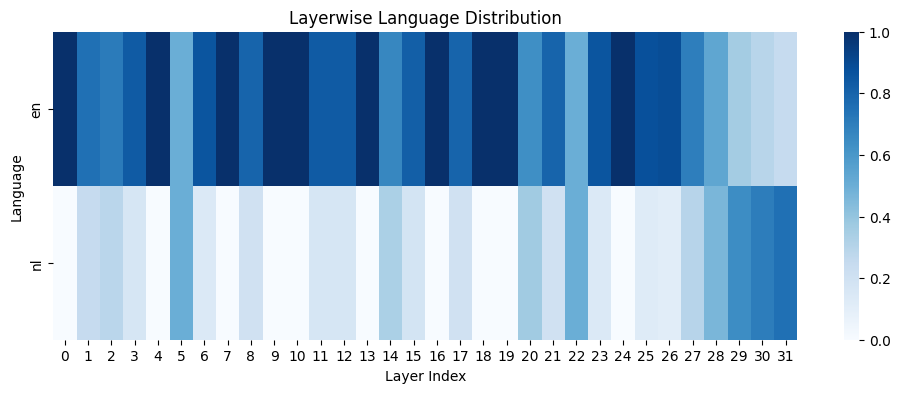 Layerwise Language Distribution
Language
en
nl
0 1 2 3 4 5 6 7 8 9 10 11 12 13 14 15 16 17 18 19 20 21 22 23 24 25 26 27 28 29 30 31
Layer Index
1.0
0.8
0.6
0.4
0.2
0.0